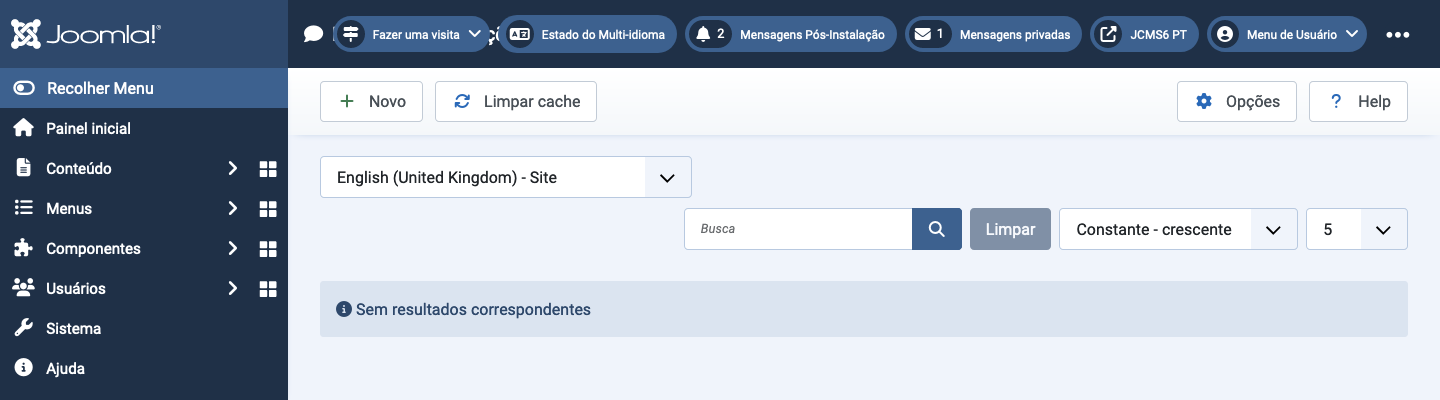 Joomla!®
Fazer uma visita
Estado do Multi-idioma
2 Mensagens Pós-Instalação
1 Mensagens privadas
JCMS6 PT
Menu de Usuário
Recolher Menu
Painel inicial
Conteúdo
Menus
Componentes
Usuários
Sistema
Ajuda
Novo
Limpar cache
Opções
? Help
English (United Kingdom) - Site
Busca
Limpar
Constante - crescente
5
Sem resultados correspondentes